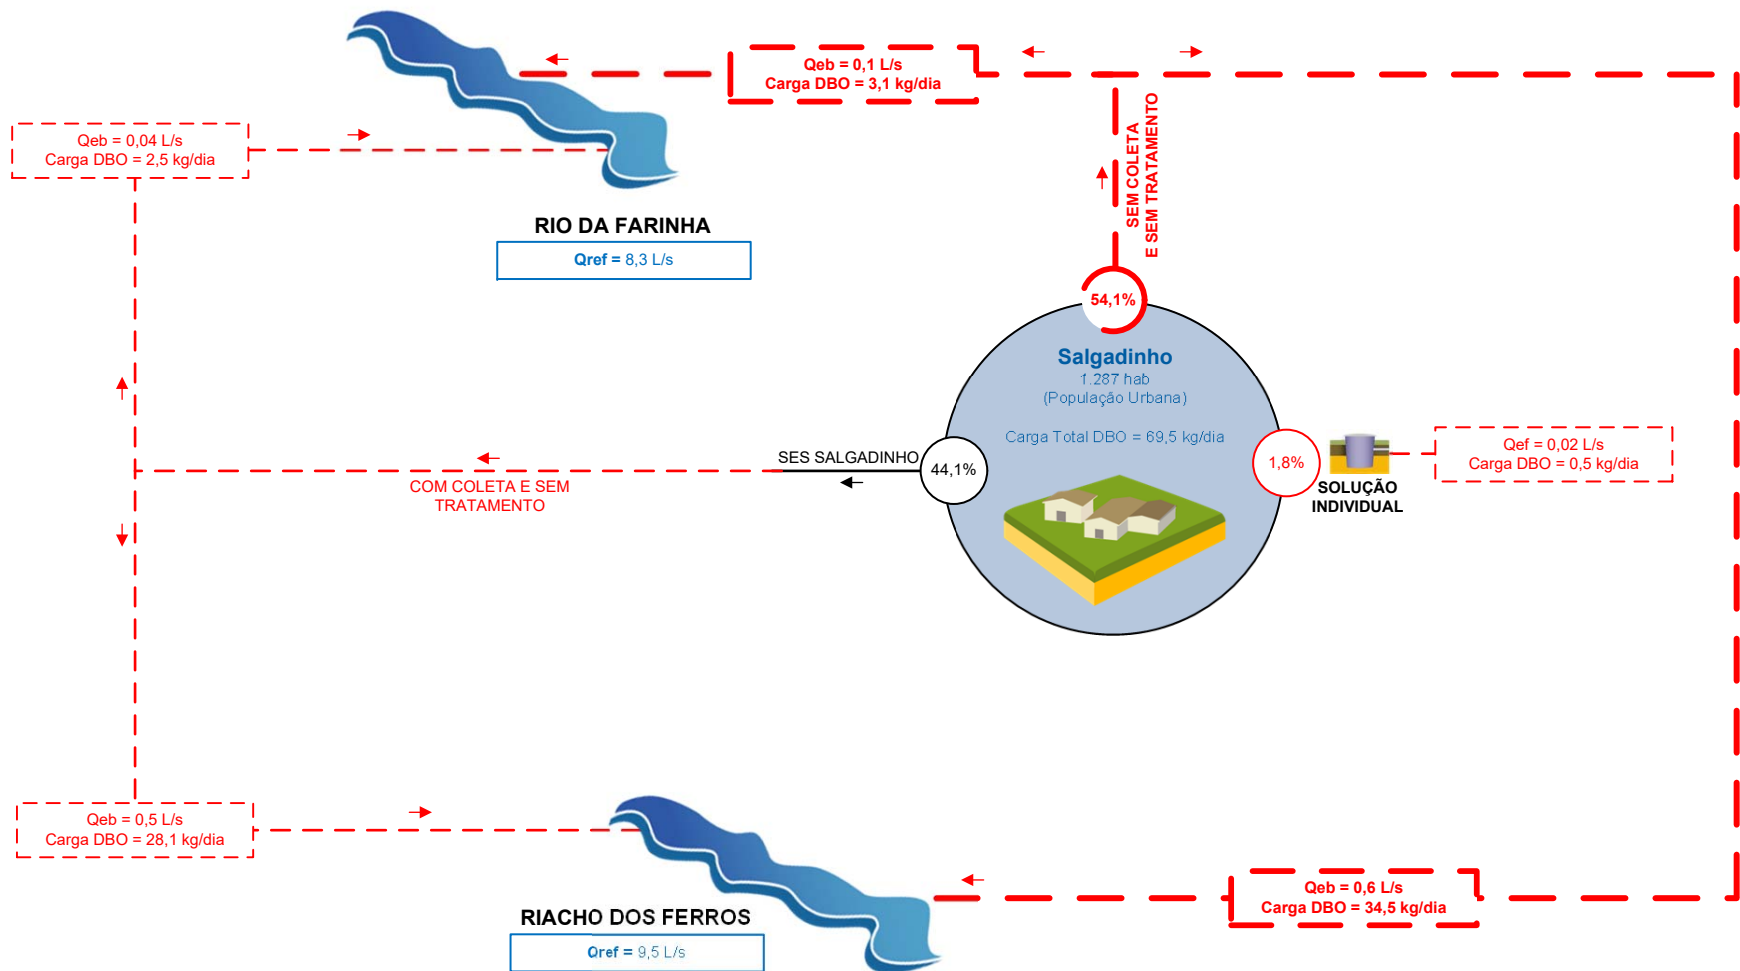 Qeb = 0,1 L/s
Carga DBO = 3,1 kg/dia
Qeb = 0,04 L/s
Carga DBO = 2,5 kg/dia
SEM COLETA
E SEM TRATAMENTO
RIO DA FARINHA
Qref = 8,3 L/s
54,1%
Salgadinho
1.287 hab
(População Urbana)
Carga Total DBO = 69,5 kg/dia
SES SALGADINHO
44,1%
1,8%
SOLUÇÃO
INDIVIDUAL
Qef = 0,02 L/s
Carga DBO = 0,5 kg/dia
COM COLETA E SEM
TRATAMENTO
Qeb = 0,5 L/s
Carga DBO = 28,1 kg/dia
RIACHO DOS FERROS
Qref = 9,5 L/s
Qeb = 0,6 L/s
Carga DBO = 34,5 kg/dia